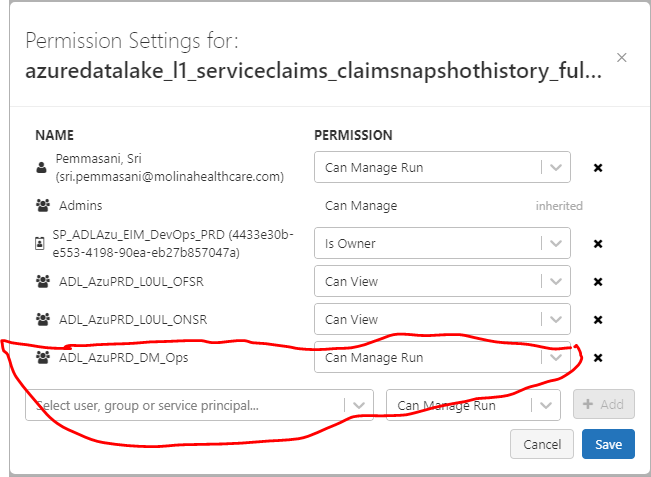 Permission Settings for:
azuredatalake_l1_serviceclaims_claimsnapshothistory_ful...
NAME PERMISSION
Pemmasani, Sri
(sri.pemmasani@molinahealthcare.com) Can Manage Run
Admins Can Manage inherited
SP_ADLAzu_EIM_DevOps_PRD (4433e30b-
e553-4198-90ea-eb27b857047a) Is Owner
ADL_AzuPRD_L0UL_OFSR Can View
ADL_AzuPRD_L0UL_ONSR Can View
ADL_AzuPRD_DM_Ops Can Manage Run
Select user, group or service principal... Can Manage Run + Add
Cancel Save